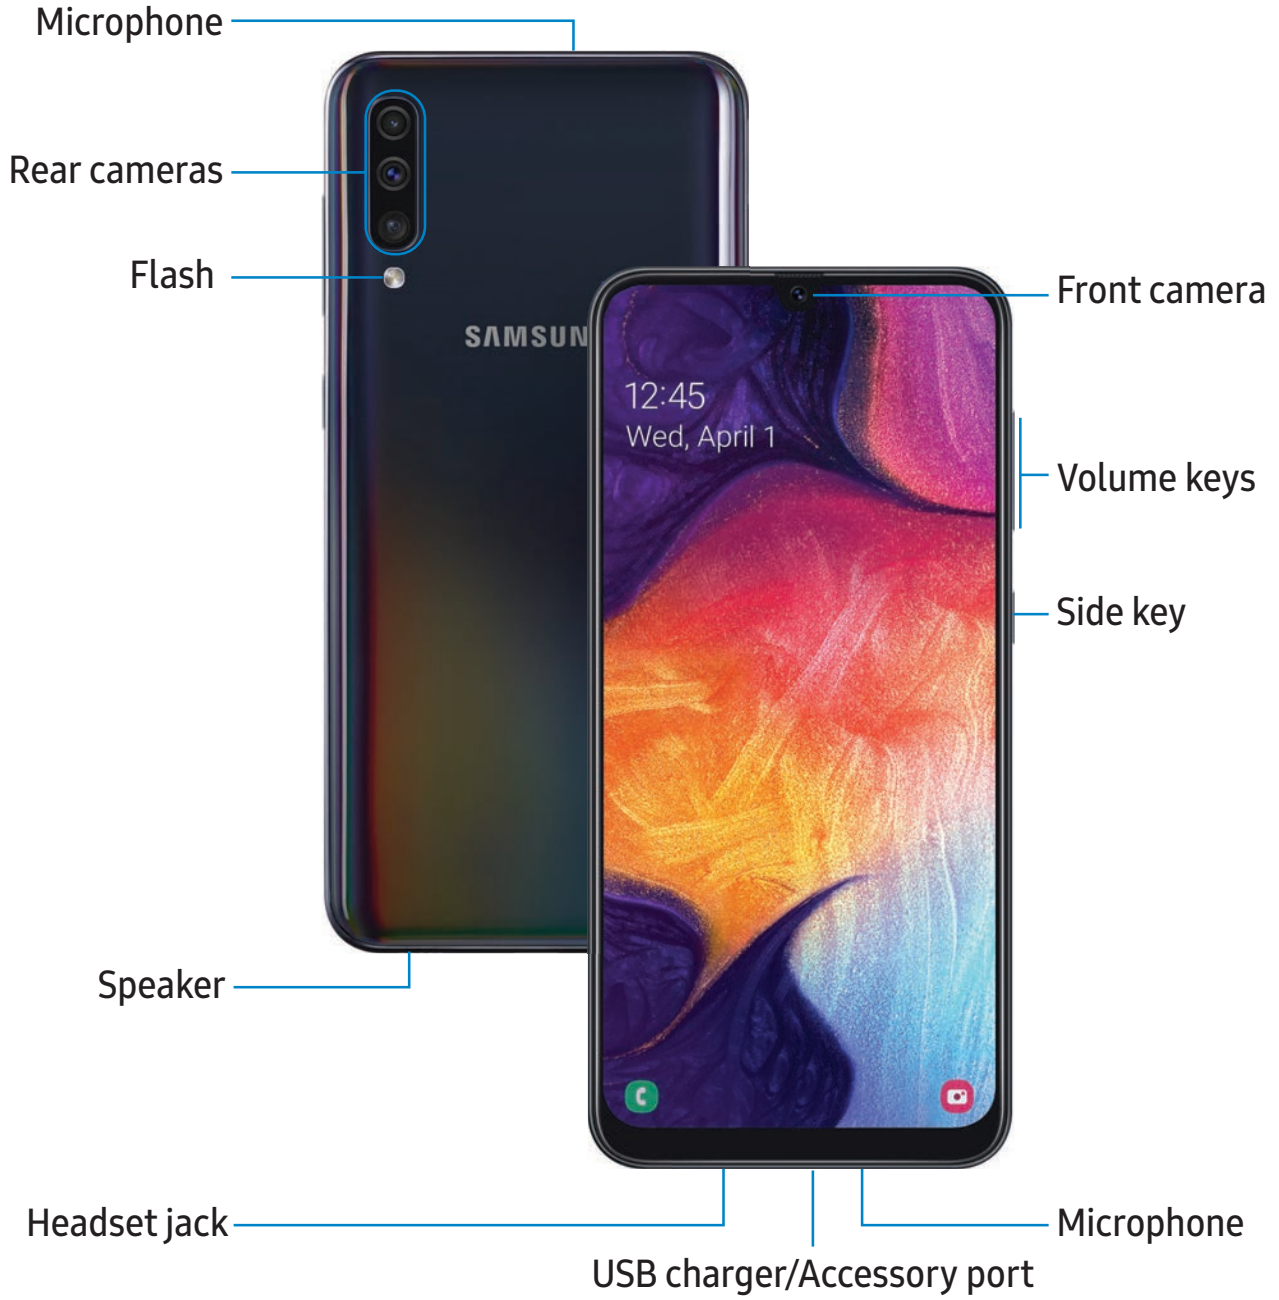 Microphone
Rear cameras
Flash
SAMSUN
Front camera
12:45
Wed, April 1
Volume keys
Side key
Speaker
Headset jack
Microphone
USB charger/Accessory port